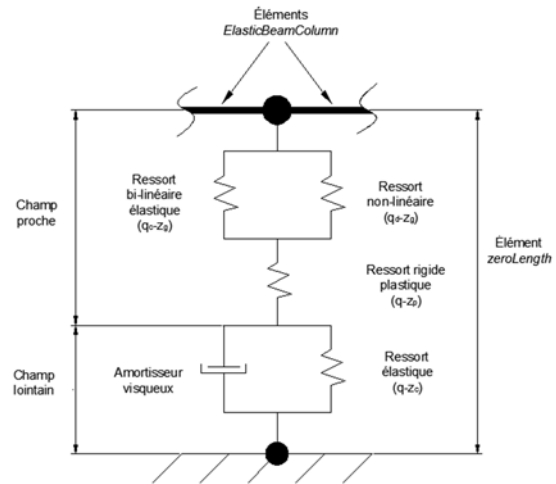 Éléments
ElasticBeamColumn
Ressort
bi-linéaire
élastique
(qc-zg)
Ressort
non-linéaire
(qd-zg)
Champ
proche
Élément
zeroLength
Ressort rigide
plastique
(q-zp)
Champ
lointain
Amortisseur
visqueux
Ressort
élastique
(q-zc)